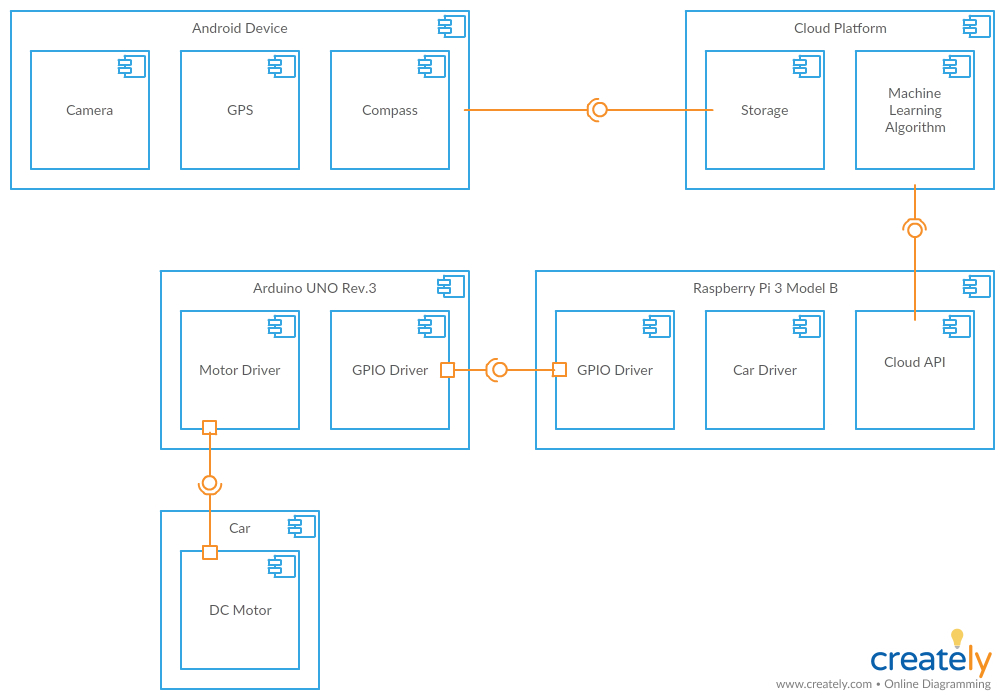 Android Device
Camera
GPS
Compass
Cloud Platform
Storage
Machine
Learning
Algorithm
Arduino UNO Rev.3
Motor Driver
GPIO Driver
Raspberry Pi 3 Model B
GPIO Driver
Car Driver
Cloud API
Car
DC Motor
creately
www.creately.com • Online Diagramming